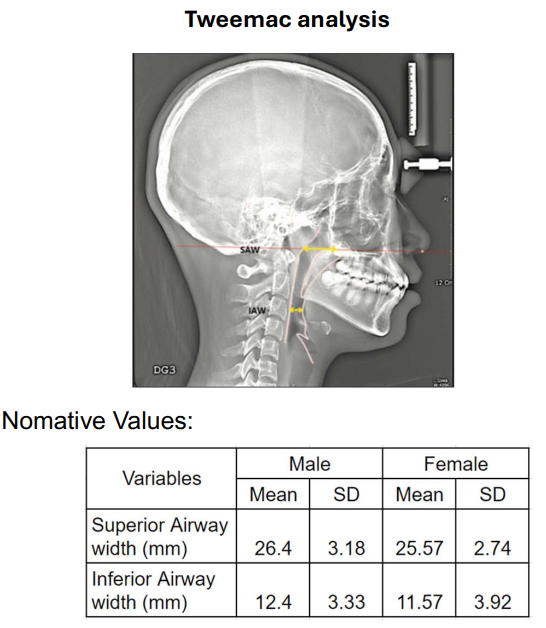 Tweemac analysis
SAW
12 Cm
IAW
DG3
Nomative Values:
Variables Male Female
Mean SD Mean SD
Superior Airway
width (mm) 26.4 3.18 25.57 2.74
Inferior Airway
width (mm) 12.4 3.33 11.57 3.92